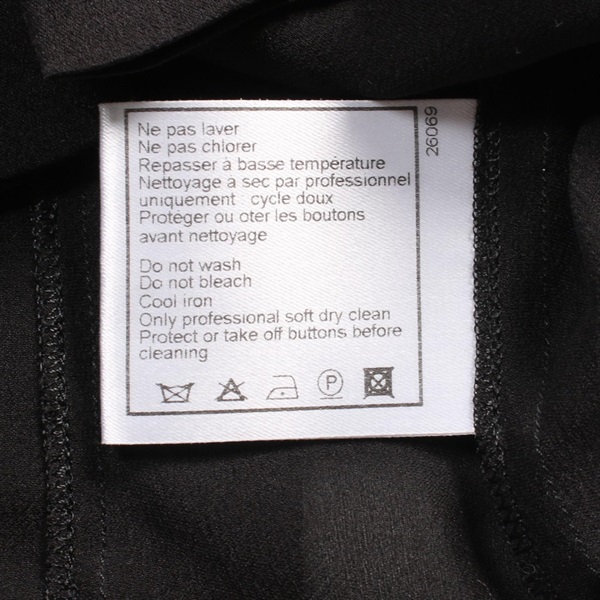 Ne pas laver
Ne pas chlorer
Repasser à basse température
Nettoyage à sec par professionnel
uniquement : cycle doux
Protéger ou oter les boutons
avant nettoyage
Do not wash
Do not bleach
Cool iron
Only professional soft dry clean
Protect or take off buttons before
cleaning
P
26069